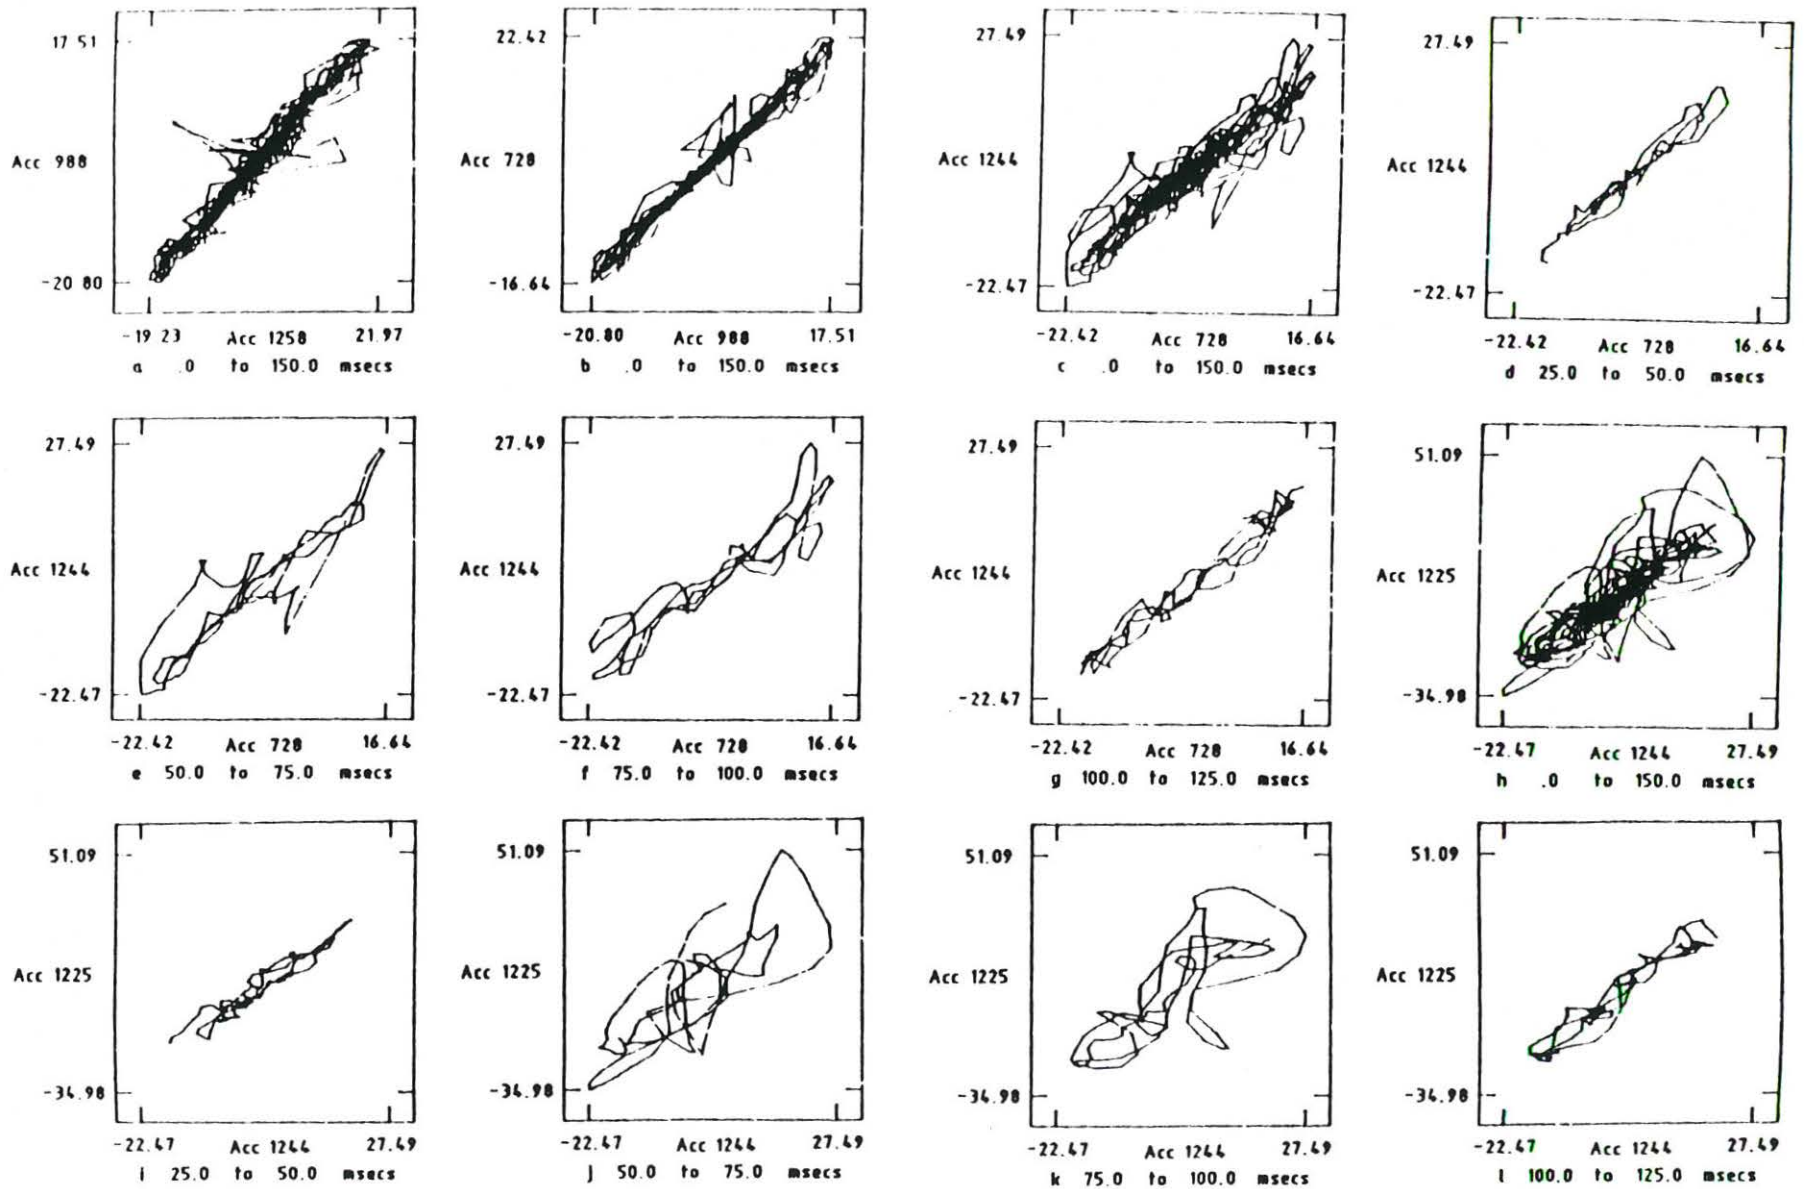 17 51
Acc 988
-20 80
-19 23 Acc 1258 21.97
a .0 to 150.0 msecs
22.42
Acc 728
-16.64
-20.80 Acc 988 17.51
b .0 to 150.0 msecs
27.49
Acc 1244
-22.47
-22.42 Acc 728 16.64
c .0 to 150.0 msecs
27.49
Acc 1244
-22.47
-22.42 Acc 728 16.64
d 25.0 to 50.0 msecs
27.49
Acc 1244
-22.47
-22.42 Acc 728 16.64
e 50.0 to 75.0 msecs
27.49
Acc 1244
-22.47
-22.42 Acc 728 16.64
f 75.0 to 100.0 msecs
27.49
Acc 1244
-22.47
-22.42 Acc 728 16.64
g 100.0 to 125.0 msecs
51.09
Acc 1225
-34.98
-22.47 Acc 1244 27.49
h .0 to 150.0 msecs
51.09
Acc 1225
-34.98
-22.47 Acc 1244 27.49
i 25.0 to 50.0 msecs
51.09
Acc 1225
-34.98
-22.47 Acc 1244 27.49
j 50.0 to 75.0 msecs
51.09
Acc 1225
-34.98
-22.47 Acc 1244 27.49
k 75.0 to 100.0 msecs
51.09
Acc 1225
-34.98
-22.47 Acc 1244 27.49
l 100.0 to 125.0 msecs